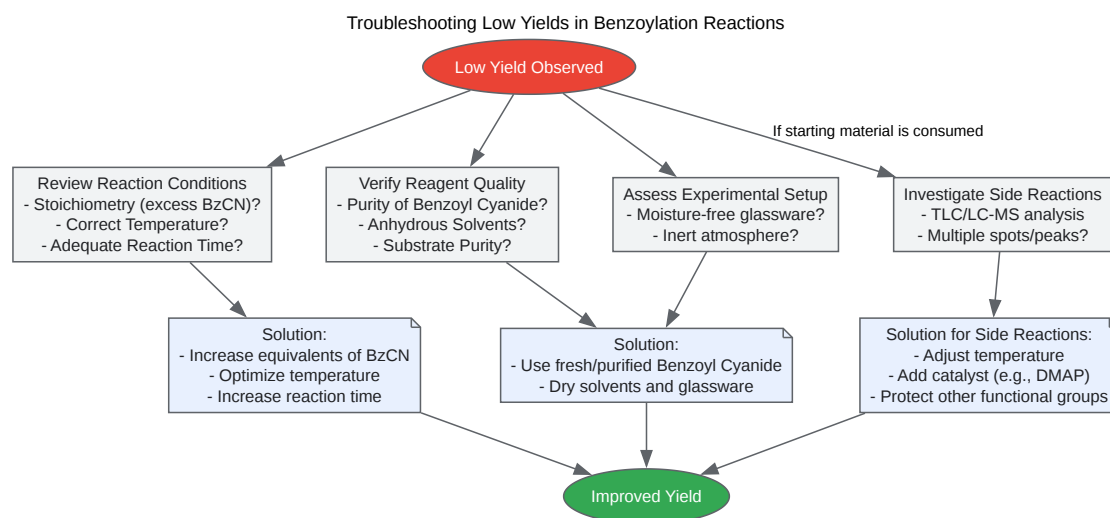 Troubleshooting Low Yields in Benzoylation Reactions
Low Yield Observed
If starting material is consumed
Review Reaction Conditions
- Stoichiometry (excess BzCN)?
- Correct Temperature?
- Adequate Reaction Time?
Verify Reagent Quality
- Purity of Benzoyl Cyanide?
- Anhydrous Solvents?
- Substrate Purity?
Assess Experimental Setup
- Moisture-free glassware?
- Inert atmosphere?
Investigate Side Reactions
- TLC/LC-MS analysis
- Multiple spots/peaks?
Solution:
- Increase equivalents of BzCN
- Optimize temperature
- Increase reaction time
Solution:
- Use fresh/purified Benzoyl Cyanide
- Dry solvents and glassware
Solution for Side Reactions:
- Adjust temperature
- Add catalyst (e.g., DMAP)
- Protect other functional groups
Improved Yield